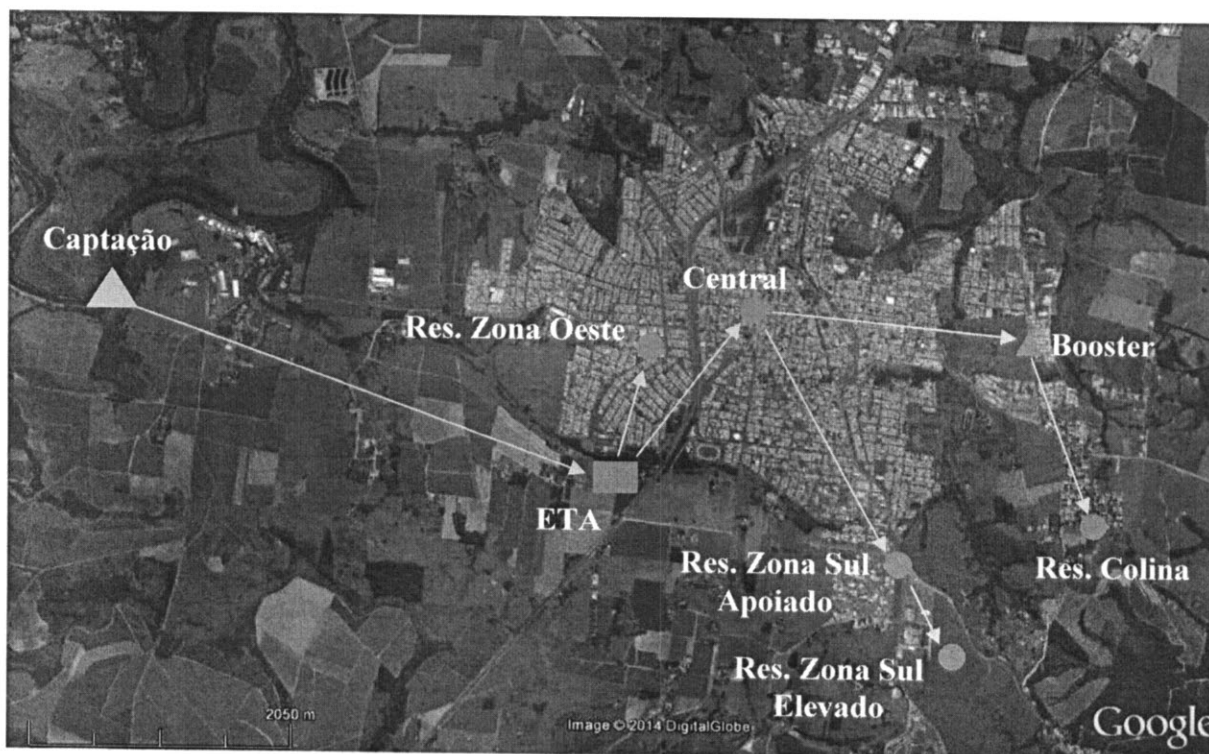 Captação
Central
Res. Zona Oeste
Booster
ETA
Res. Zona Sul
Apoiado
Res. Colina
Res. Zona Sul
Elevado
2050 m
Image © 2014 DigitalGlobe
Google